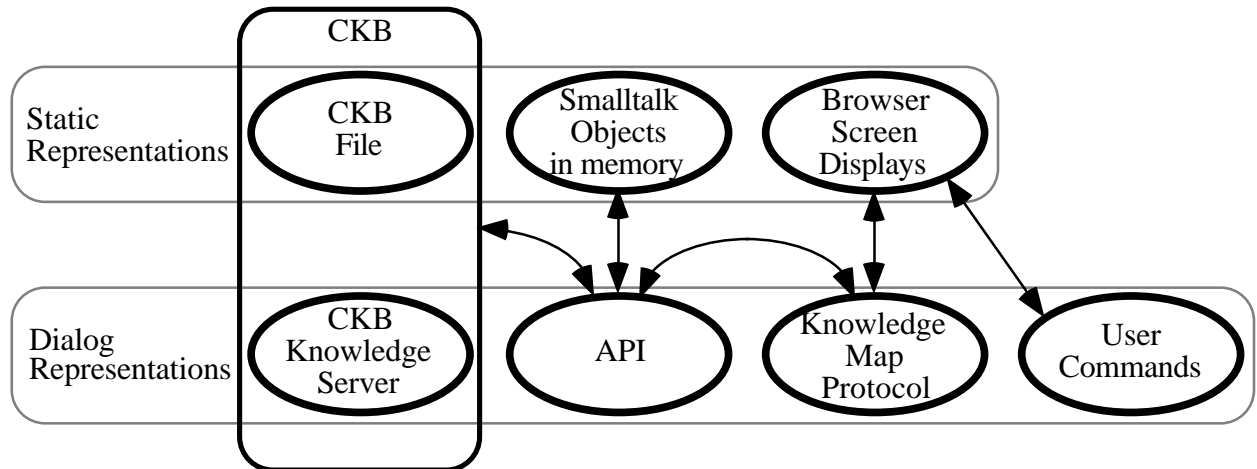 CKB
Static
Representations
CKB
File
Smalltalk
Objects
in memory
Browser
Screen
Displays
Dialog
Representations
CKB
Knowledge
Server
API
Knowledge
Map
Protocol
User
Commands